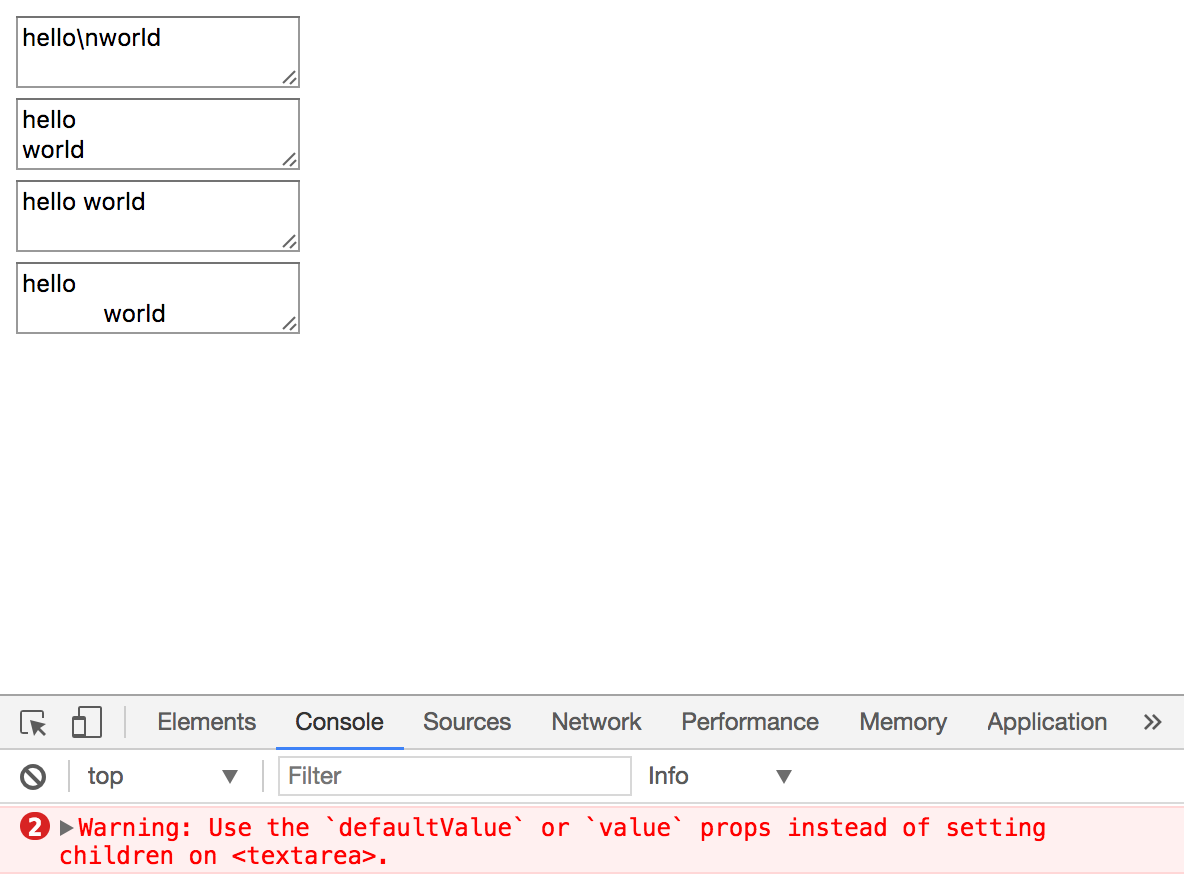 hello\nworld
hello
world
hello world
hello
world
Elements Console Sources Network Performance Memory Application »
top ▼ Filter Info ▼
2 ▶Warning: Use the `defaultValue` or `value` props instead of setting
children on <textarea>.